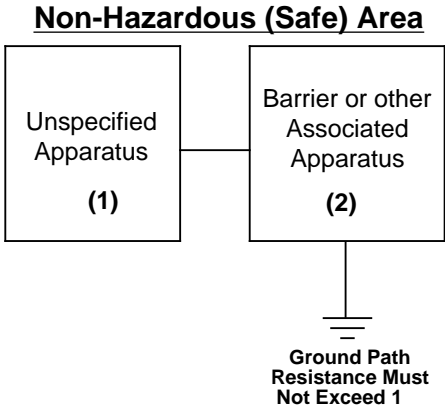 Non-Hazardous (Safe) Area
Unspecified
Apparatus
(1)
Barrier or other
Associated
Apparatus
(2)
Ground Path
Resistance Must
Not Exceed 1